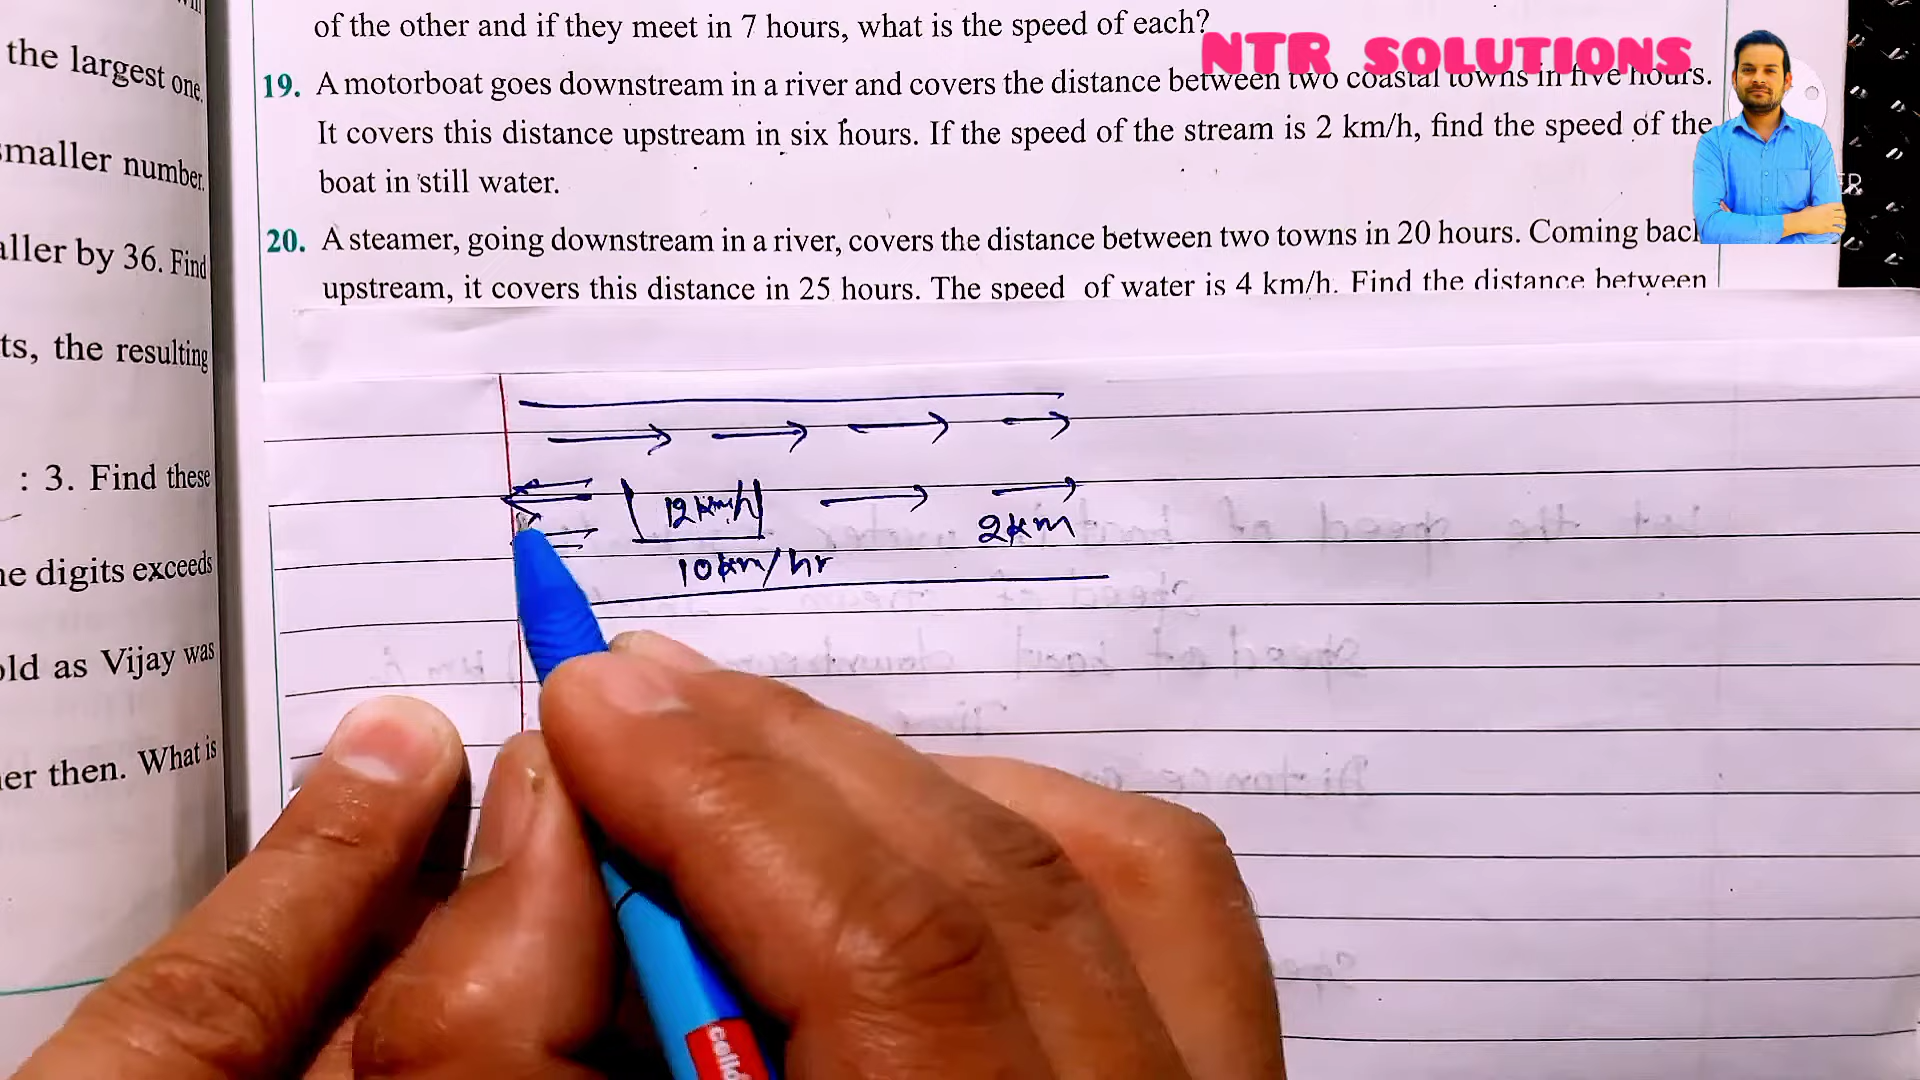 the largest one.
smaller number.
aller by 36. Find
ts, the resulting
: 3. Find these
he digits exceeds
old as Vijay was
er then. What is
of the other and if they meet in 7 hours, what is the speed of each?
NTR SOLUTIONS
19. A motorboat goes downstream in a river and covers the distance between two coastal towns in five hours.
It covers this distance upstream in six hours. If the speed of the stream is 2 km/h, find the speed of the
boat in still water.
20. A steamer, going downstream in a river, covers the distance between two towns in 20 hours. Coming back
upstream, it covers this distance in 25 hours. The speed of water is 4 km/h. Find the distance between
12 km/h
2km
10km/hr